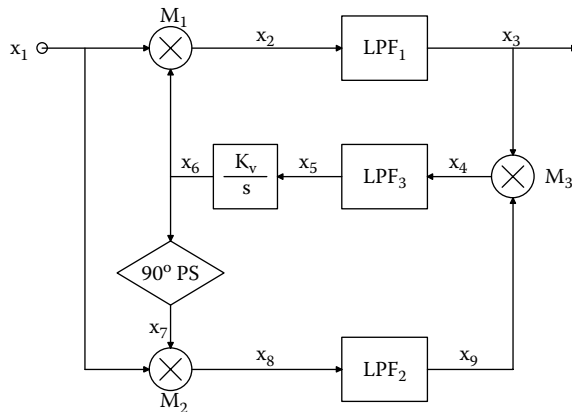 M₁
x₁
x₂
LPF₁
x₃
x₆
Kᵥ
s
x₅
LPF₃
x₄
M₃
90° PS
x₇
x₈
LPF₂
x₉
M₂